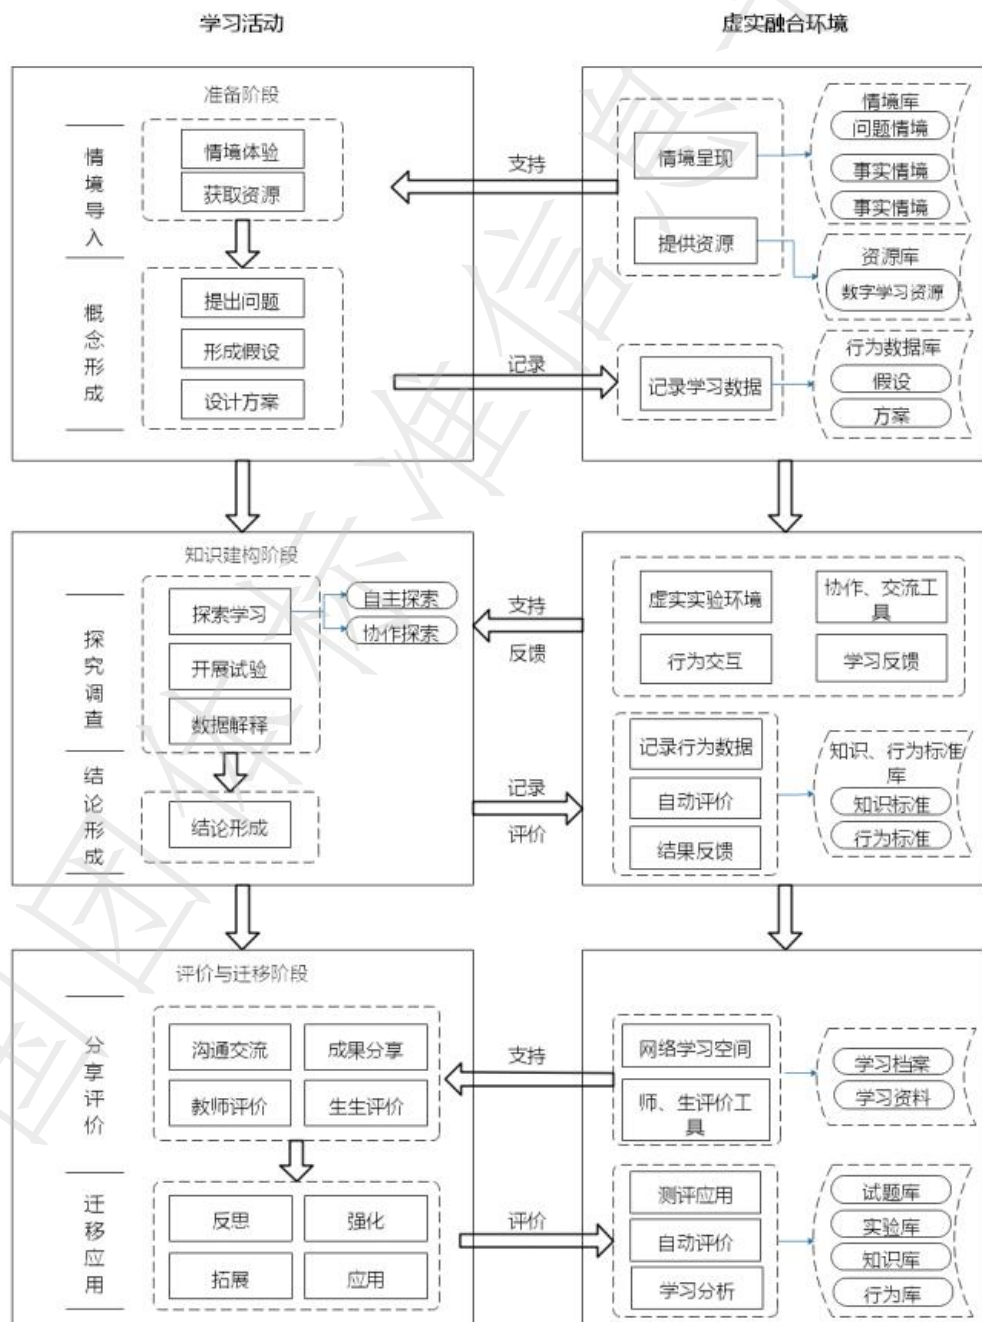 学习活动
虚实融合环境
准备阶段
情境导入
情境体验
获取资源
支持
情境呈现
提供资源
情境库
问题情境
事实情境
事实情境
资源库
数字学习资源
概念形成
提出问题
形成假设
设计方案
记录
记录学习数据
行为数据库
假设
方案
知识建构阶段
探究调查
探索学习
自主探索
协作探索
开展试验
数据解释
支持
反馈
虚实实验环境
协作、交流工
具
行为交互
学习反馈
结论形成
结论形成
记录
评价
记录行为数据
自动评价
结果反馈
知识、行为标准
库
知识标准
行为标准
评价与迁移阶段
分享评价
沟通交流
成果分享
教师评价
生生评价
支持
网络学习空间
师、生评价工
具
学习档案
学习资料
迁移应用
反思
强化
拓展
应用
评价
测评应用
自动评价
学习分析
试题库
实验库
知识库
行为库
国团体标准信息